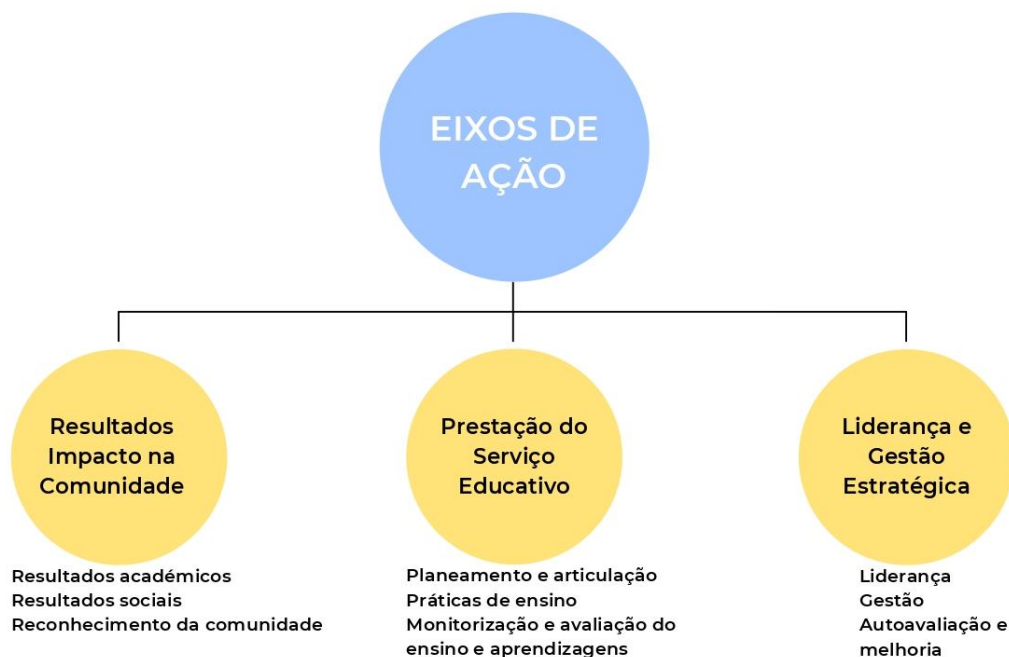 EIXOS DE
AÇÃO
Resultados
Impacto na
Comunidade
Resultados académicos
Resultados sociais
Reconhecimento da comunidade
Prestação do
Serviço
Educativo
Planeamento e articulação
Práticas de ensino
Monitorização e avaliação do
ensino e aprendizagens
Liderança e
Gestão
Estratégica
Liderança
Gestão
Autoavaliação e
melhoria